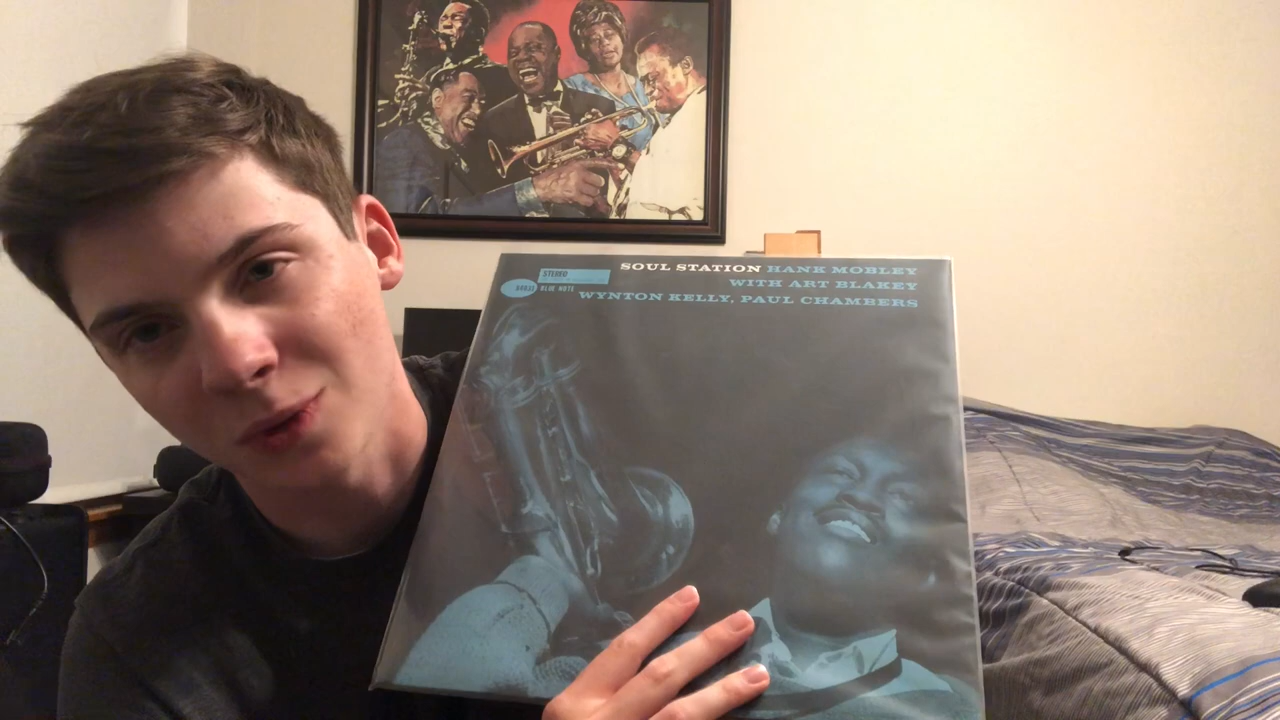 STEREO
SOUL STATION HANK MOBLEY
BLUE NOTE
WITH ART BLAKEY
WYNTON KELLY, PAUL CHAMBERS